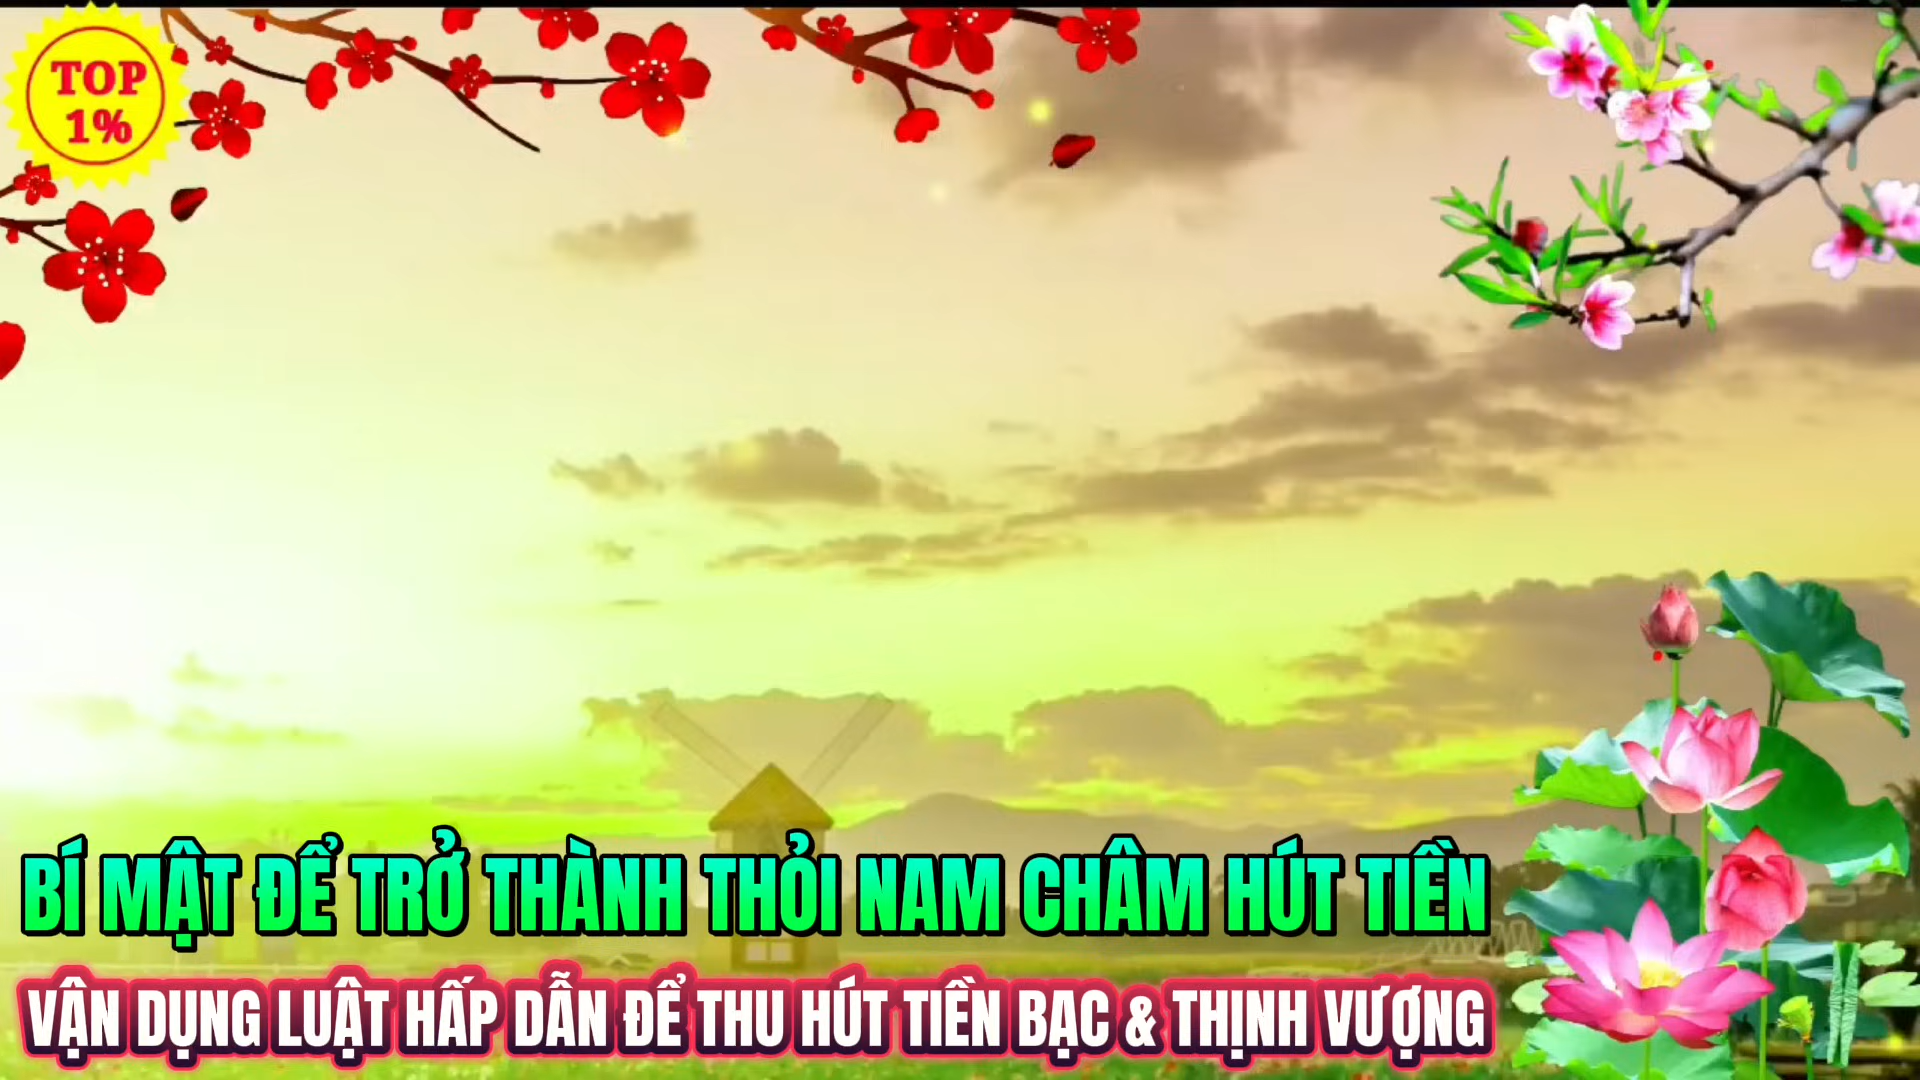 TOP
1%
BÍ MẬT ĐỂ TRỞ THÀNH THỎI NAM CHÂM HÚT TIỀN
VẬN DỤNG LUẬT HẤP DẪN ĐỂ THU HÚT TIỀN BẠC & THỊNH VƯỢNG